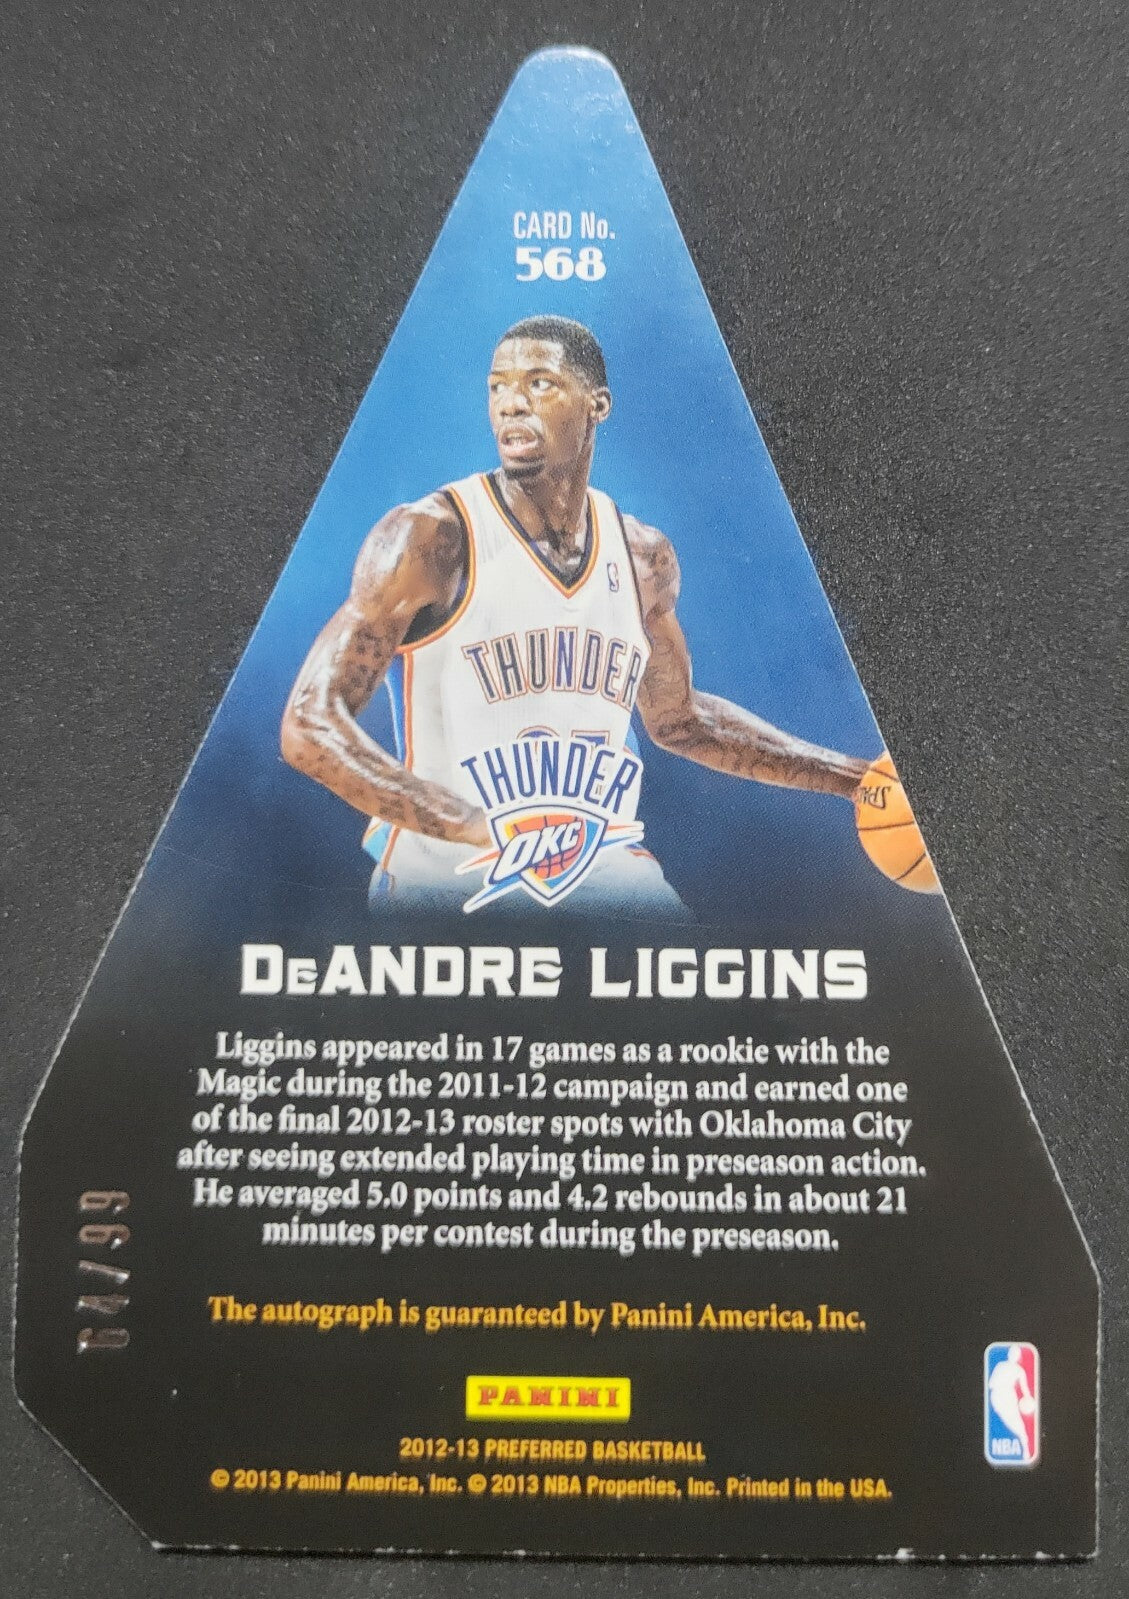 CARD No.
568
THUNDER
THUNDER
OKC
DeANDRE LIGGINS
Liggins appeared in 17 games as a rookie with the
Magic during the 2011-12 campaign and earned one
of the final 2012-13 roster spots with Oklahoma City
after seeing extended playing time in preseason action.
He averaged 5.0 points and 4.2 rebounds in about 21
minutes per contest during the preseason.
64/99
The autograph is guaranteed by Panini America, Inc.
PANINI
NBA
2012-13 PREFERRED BASKETBALL
© 2013 Panini America, Inc. © 2013 NBA Properties, Inc. Printed in the USA.